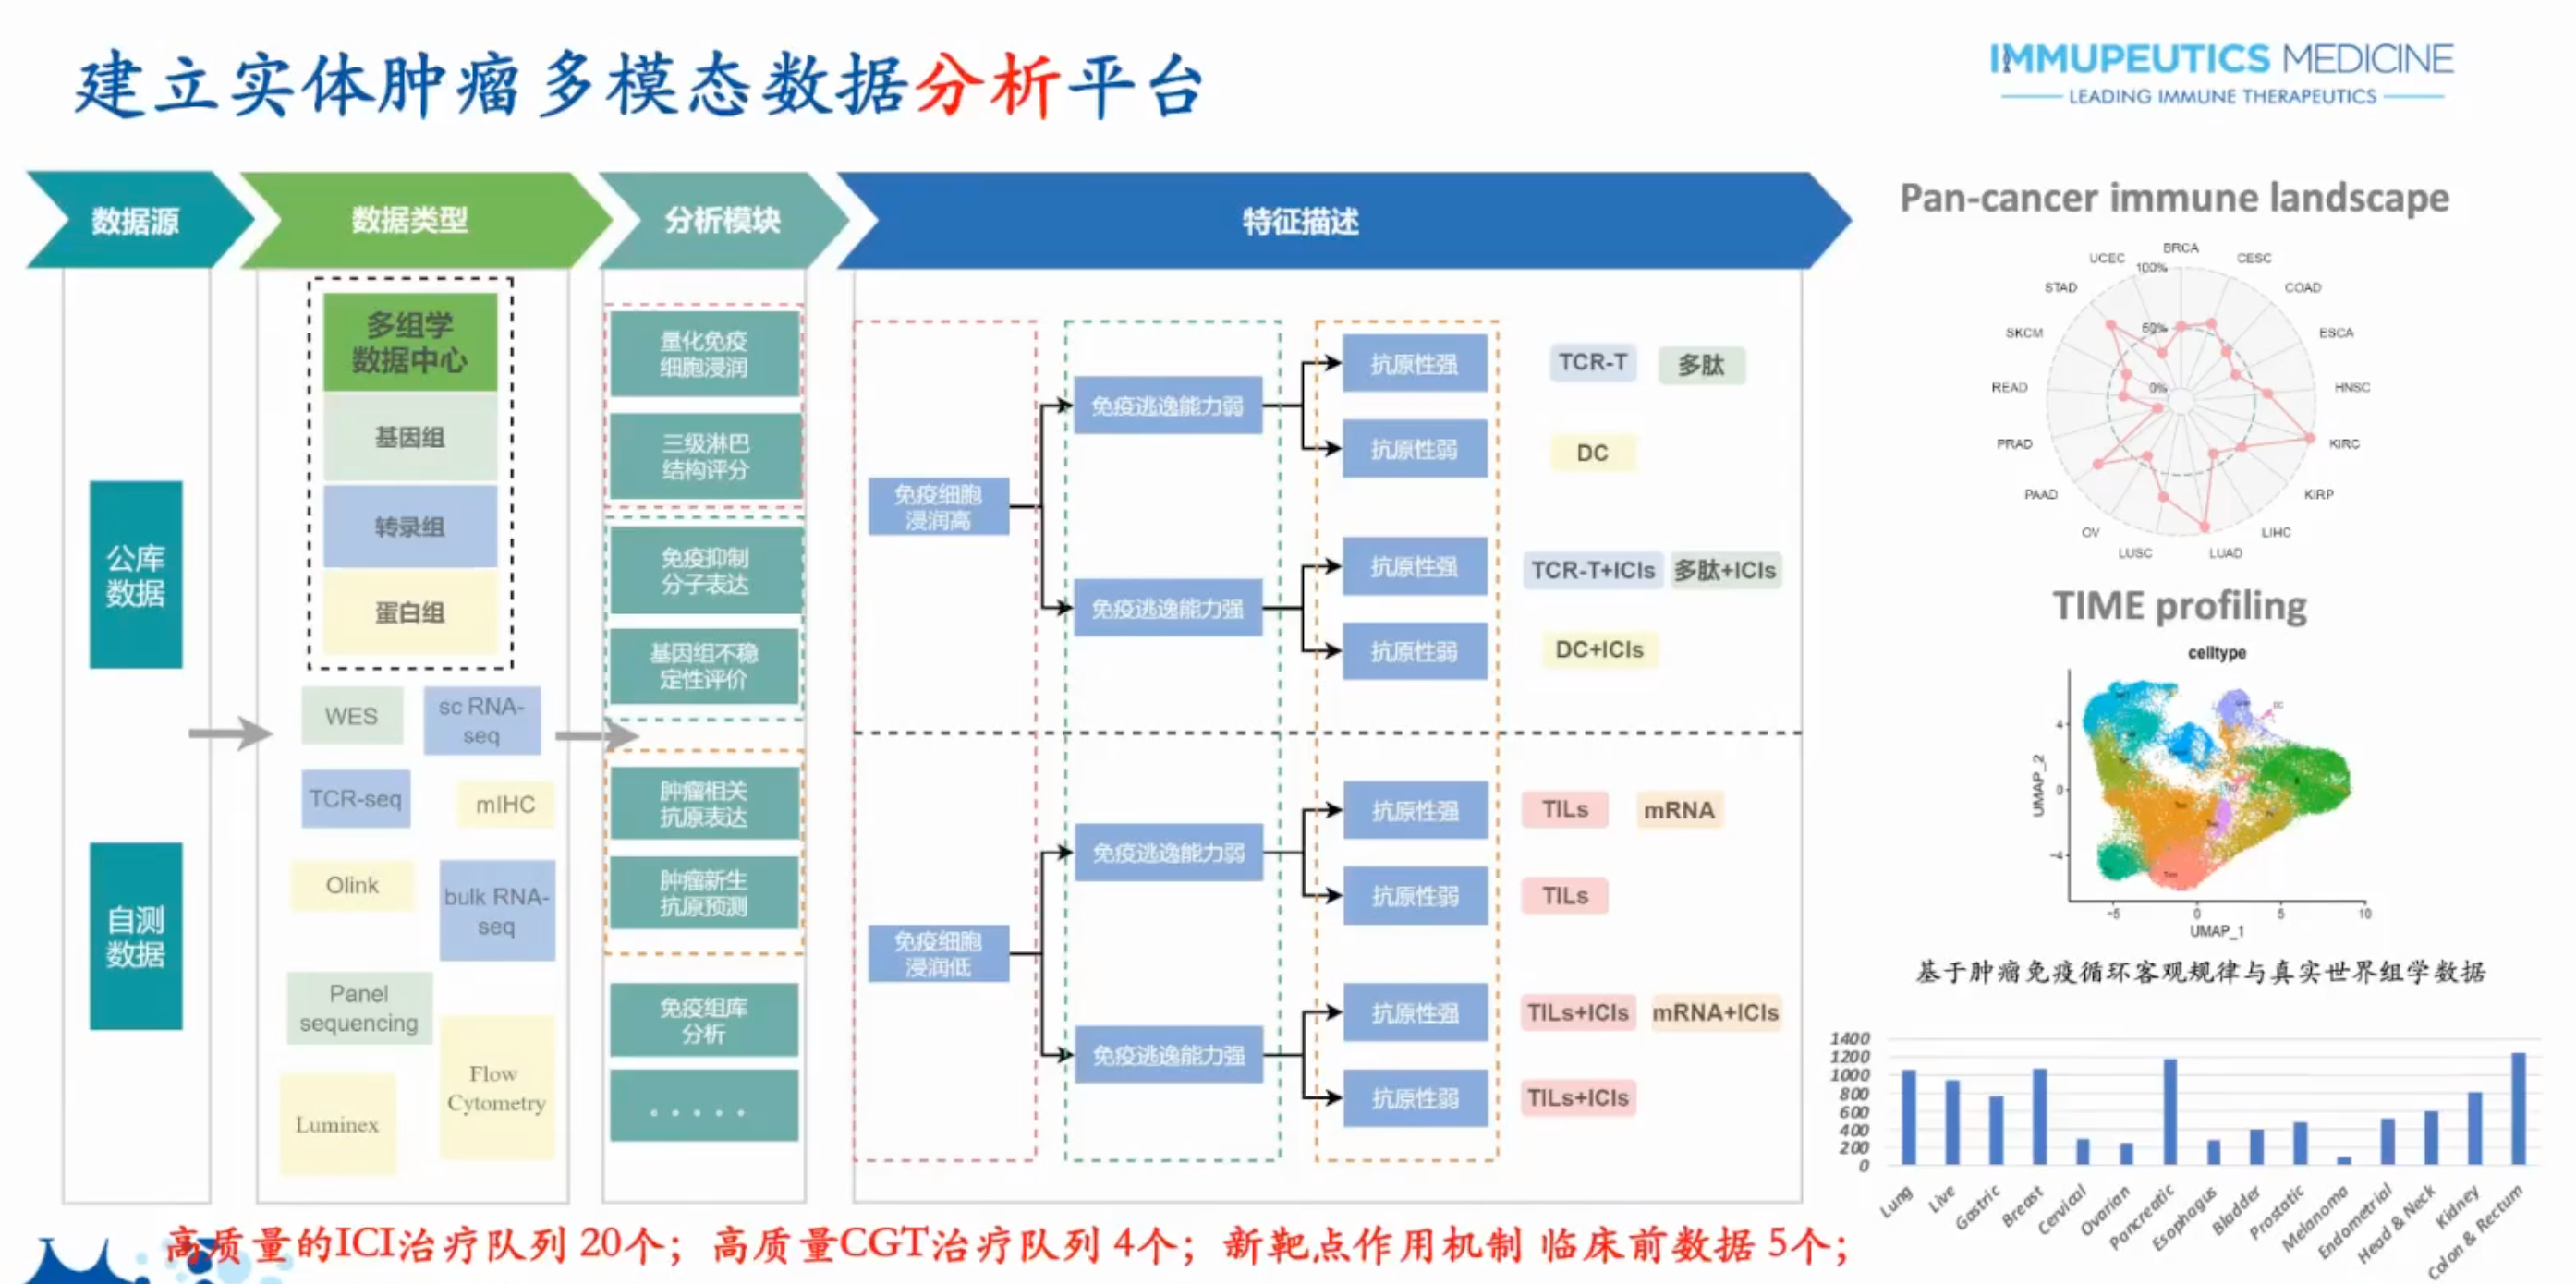 建立实体肿瘤多模态数据分析平台
IMMUPEUTICS MEDICINE
LEADING IMMUNE THERAPEUTICS
数据源
数据类型
分析模块
特征描述
公库
数据
自测
数据
多组学
数据中心
基因组
转录组
蛋白组
WES
sc RNA-
seq
TCR-seq
mIHC
Olink
bulk RNA-
seq
Panel
sequencing
Flow
Cytometry
Luminex
量化免疫
细胞浸润
三级淋巴
结构评分
免疫抑制
分子表达
基因组不稳
定性评价
肿瘤相关
抗原表达
肿瘤新生
抗原预测
免疫组库
分析
·····
免疫细胞
浸润高
免疫逃逸能力弱
抗原性强
TCR-T
多肽
抗原性弱
DC
免疫逃逸能力强
抗原性强
TCR-T+ICIs
多肽+ICIs
抗原性弱
DC+ICIs
免疫细胞
浸润低
免疫逃逸能力弱
抗原性强
TILs
mRNA
抗原性弱
TILs
免疫逃逸能力强
抗原性强
TILs+ICIs
mRNA+ICIs
抗原性弱
TILs+ICIs
Pan-cancer immune landscape
BRCA
CESC
COAD
ESCA
HNSC
KIRC
KIRP
LIHC
LUAD
LUSC
OV
PAAD
PRAD
READ
SKCM
STAD
UCEC
100%
50%
0%
TIME profiling
celltype
UMAP_2
4
0
-4
-5
0
5
10
UMAP_1
基于肿瘤免疫循环客观规律与真实世界组学数据
1400
1200
1000
800
600
400
200
0
Lung
Live
Gastric
Breast
Cervical
Ovarian
Pancreatic
Esophagus
Bladder
Prostatic
Melanoma
Endometrial
Head & Neck
Kidney
Colon & Rectum
高质量的ICI治疗队列 20个；高质量CGT治疗队列 4个；新靶点作用机制 临床前数据 5个；